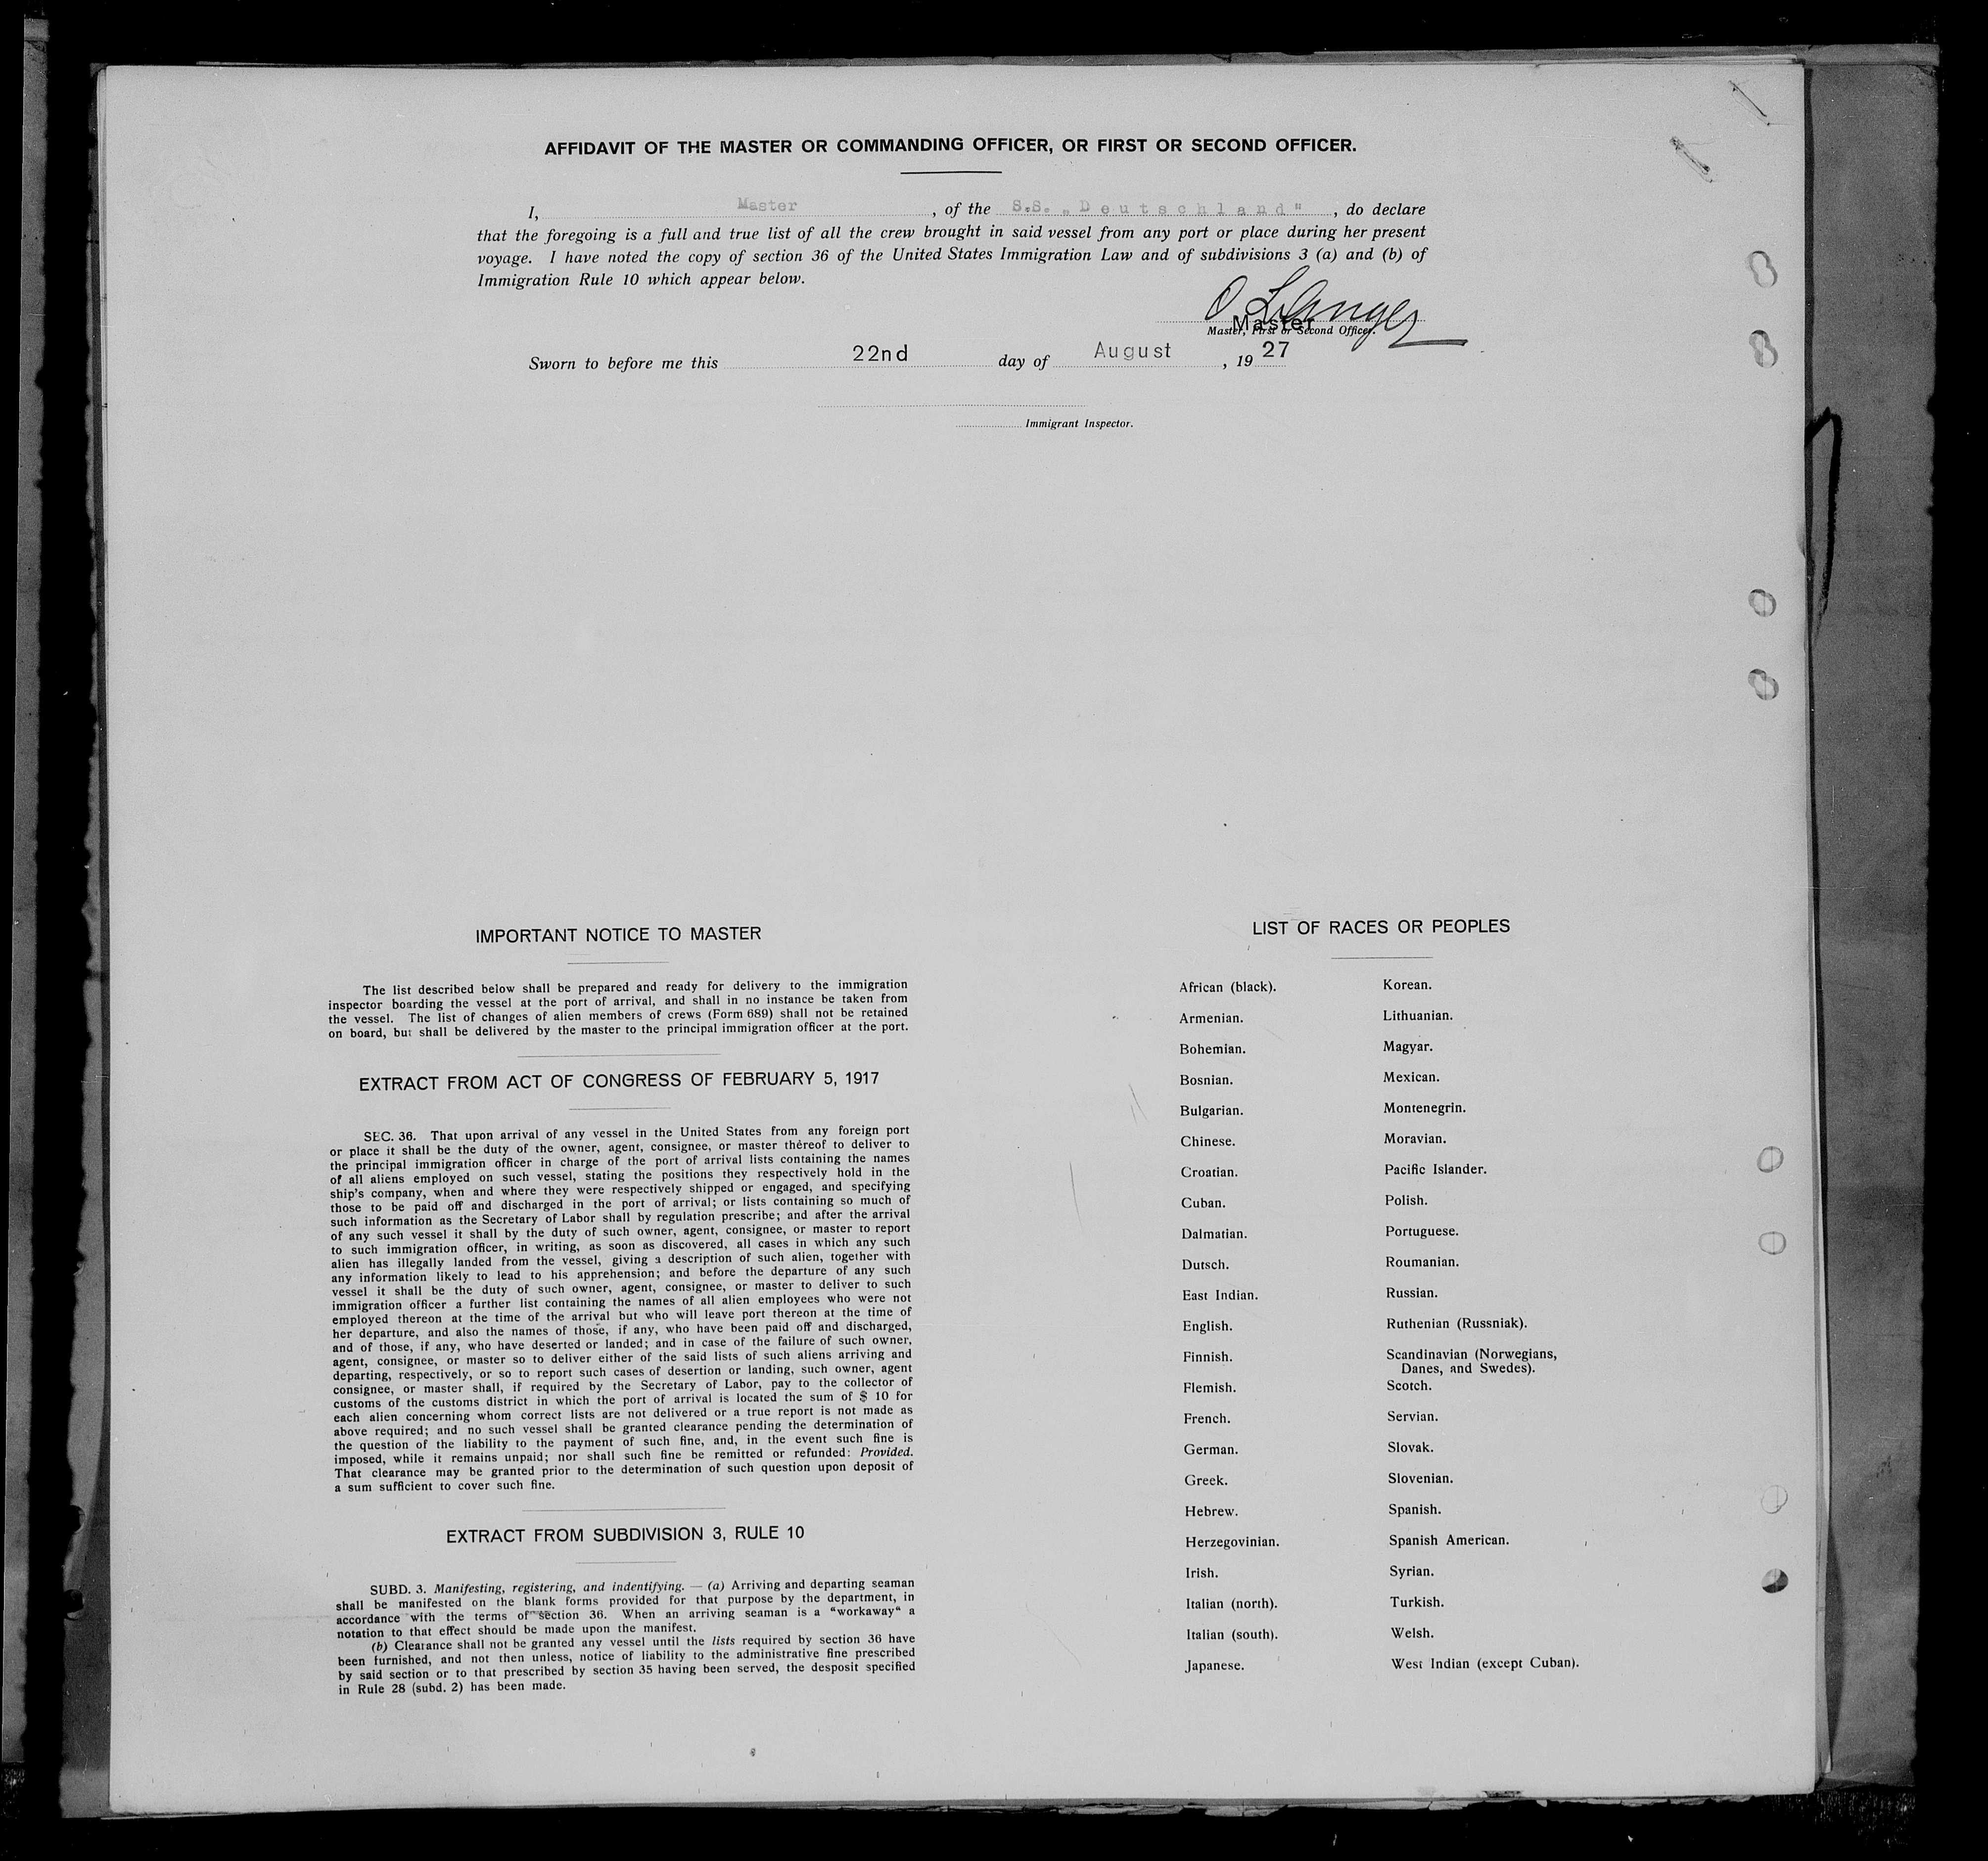 AFFIDAVIT OF THE MASTER OR COMMANDING OFFICER, OR FIRST OR SECOND OFFICER.
I, Master, of the S.S. „Deutschland", do declare
that the foregoing is a full and true list of all the crew brought in said vessel from any port or place during her present
voyage. I have noted the copy of section 36 of the United States Immigration Law and of subdivisions 3 (a) and (b) of
Immigration Rule 10 which appear below.
Master
Master, First or Second Officer.
Sworn to before me this 22nd day of August, 1927
Immigrant Inspector.
IMPORTANT NOTICE TO MASTER
The list described below shall be prepared and ready for delivery to the immigration
inspector boarding the vessel at the port of arrival, and shall in no instance be taken from
the vessel. The list of changes of alien members of crews (Form 689) shall not be retained
on board, but shall be delivered by the master to the principal immigration officer at the port.
EXTRACT FROM ACT OF CONGRESS OF FEBRUARY 5, 1917
SEC. 36. That upon arrival of any vessel in the United States from any foreign port
or place it shall be the duty of the owner, agent, consignee, or master thereof to deliver to
the principal immigration officer in charge of the port of arrival lists containing the names
of all aliens employed on such vessel, stating the positions they respectively hold in the
ship's company, when and where they were respectively shipped or engaged, and specifying
those to be paid off and discharged in the port of arrival; or lists containing so much of
such information as the Secretary of Labor shall by regulation prescribe; and after the arrival
of any such vessel it shall by the duty of such owner, agent, consignee, or master to report
to such immigration officer, in writing, as soon as discovered, all cases in which any such
alien has illegally landed from the vessel, giving a description of such alien, together with
any information likely to lead to his apprehension; and before the departure of any such
vessel it shall be the duty of such owner, agent, consignee, or master to deliver to such
immigration officer a further list containing the names of all alien employees who were not
employed thereon at the time of the arrival but who will leave port thereon at the time of
her departure, and also the names of those, if any, who have been paid off and discharged,
and of those, if any, who have deserted or landed; and in case of the failure of such owner,
agent, consignee, or master so to deliver either of the said lists of such aliens arriving and
departing, respectively, or so to report such cases of desertion or landing, such owner, agent
consignee, or master shall, if required by the Secretary of Labor, pay to the collector of
customs of the customs district in which the port of arrival is located the sum of $ 10 for
each alien concerning whom correct lists are not delivered or a true report is not made as
above required; and no such vessel shall be granted clearance pending the determination of
the question of the liability to the payment of such fine, and, in the event such fine is
imposed, while it remains unpaid; nor shall such fine be remitted or refunded: Provided.
That clearance may be granted prior to the determination of such question upon deposit of
a sum sufficient to cover such fine.
EXTRACT FROM SUBDIVISION 3, RULE 10
SUBD. 3. Manifesting, registering, and indentifying. — (a) Arriving and departing seaman
shall be manifested on the blank forms provided for that purpose by the department, in
accordance with the terms of section 36. When an arriving seaman is a "workaway" a
notation to that effect should be made upon the manifest.
(b) Clearance shall not be granted any vessel until the lists required by section 36 have
been furnished, and not then unless, notice of liability to the administrative fine prescribed
by said section or to that prescribed by section 35 having been served, the desposit specified
in Rule 28 (subd. 2) has been made.
LIST OF RACES OR PEOPLES
African (black).
Armenian.
Bohemian.
Bosnian.
Bulgarian.
Chinese.
Croatian.
Cuban.
Dalmatian.
Dutsch.
East Indian.
English.
Finnish.
Flemish.
French.
German.
Greek.
Hebrew.
Herzegovinian.
Irish.
Italian (north).
Italian (south).
Japanese.
Korean.
Lithuanian.
Magyar.
Mexican.
Montenegrin.
Moravian.
Pacific Islander.
Polish.
Portuguese.
Roumanian.
Russian.
Ruthenian (Russniak).
Scandinavian (Norwegians,
Danes, and Swedes).
Scotch.
Servian.
Slovak.
Slovenian.
Spanish.
Spanish American.
Syrian.
Turkish.
Welsh.
West Indian (except Cuban).